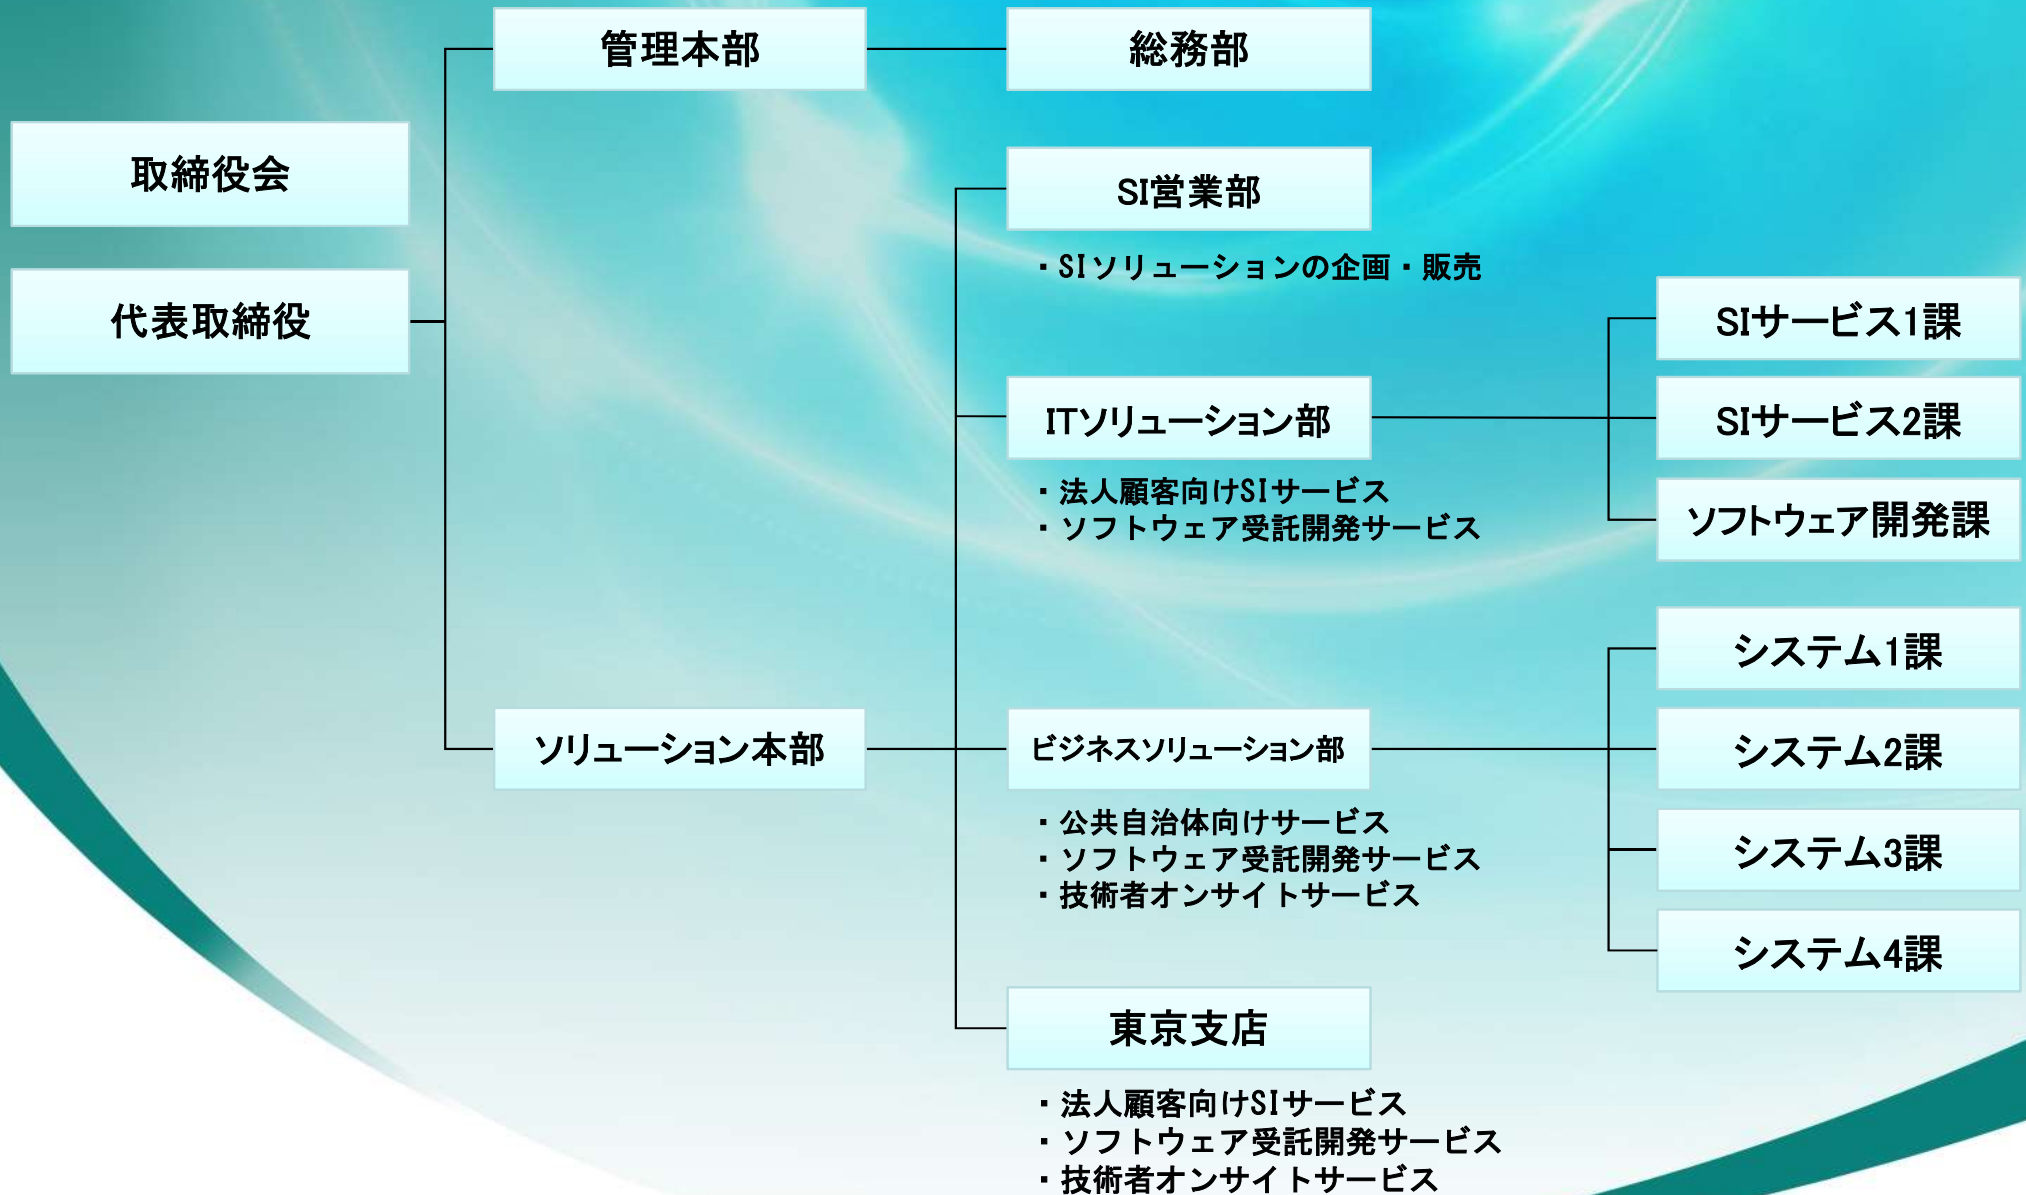 管理本部
総務部
取締役会
代表取締役
SI営業部
・SIソリューションの企画・販売
ITソリューション部
・法人顧客向けSIサービス
・ソフトウェア受託開発サービス
SIサービス1課
SIサービス2課
ソフトウェア開発課
ソリューション本部
ビジネスソリューション部
・公共自治体向けサービス
・ソフトウェア受託開発サービス
・技術者オンサイトサービス
システム1課
システム2課
システム3課
システム4課
東京支店
・法人顧客向けSIサービス
・ソフトウェア受託開発サービス
・技術者オンサイトサービス